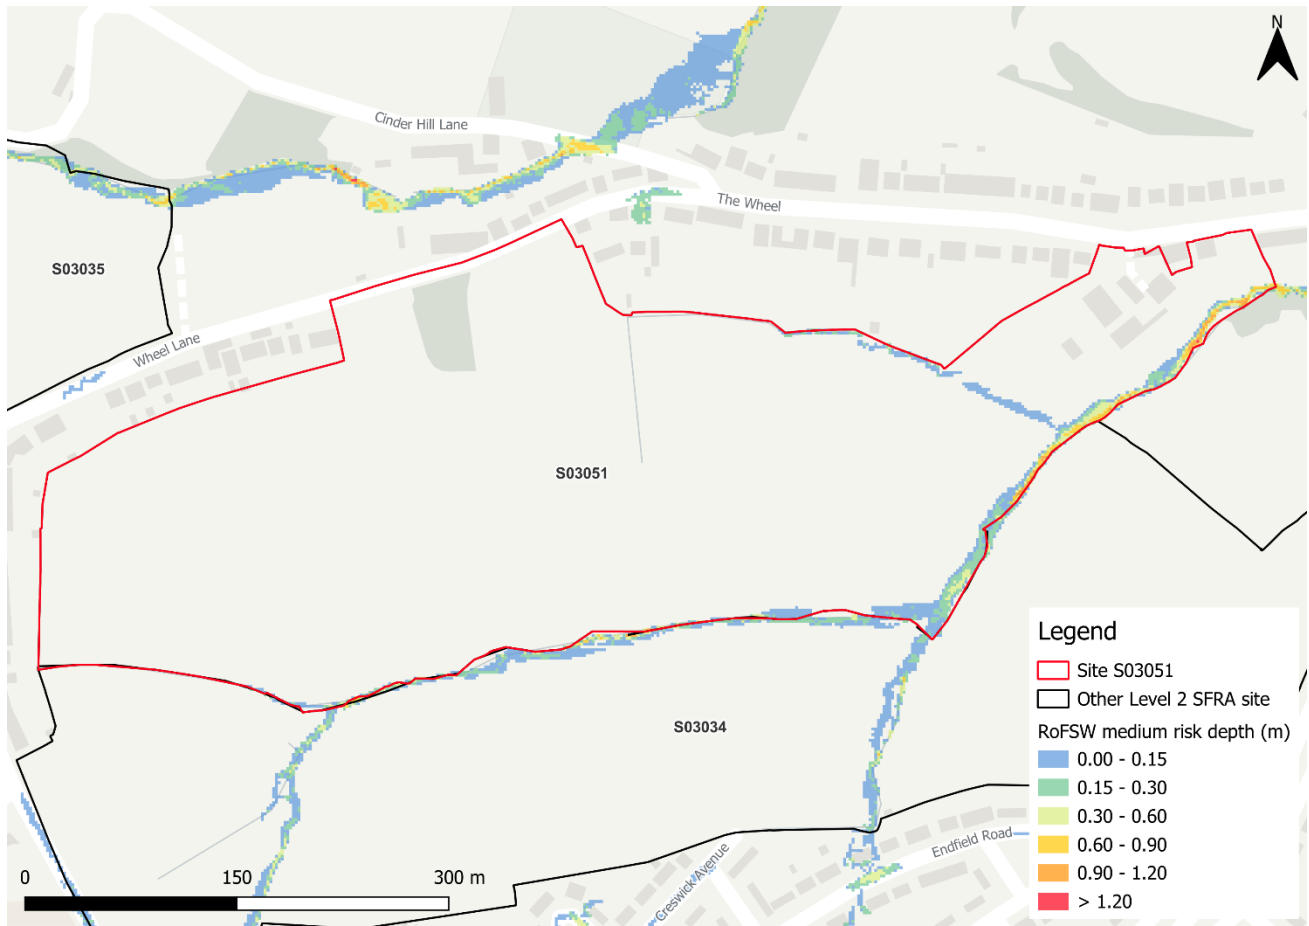 N
Cinder Hill Lane
The Wheel
S03035
Wheel Lane
S03051
S03034
Endfield Road
Creswick Avenue
0 150 300 m
Legend
Site S03051
Other Level 2 SFRA site
RoFSW medium risk depth (m)
0.00 - 0.15
0.15 - 0.30
0.30 - 0.60
0.60 - 0.90
0.90 - 1.20
> 1.20